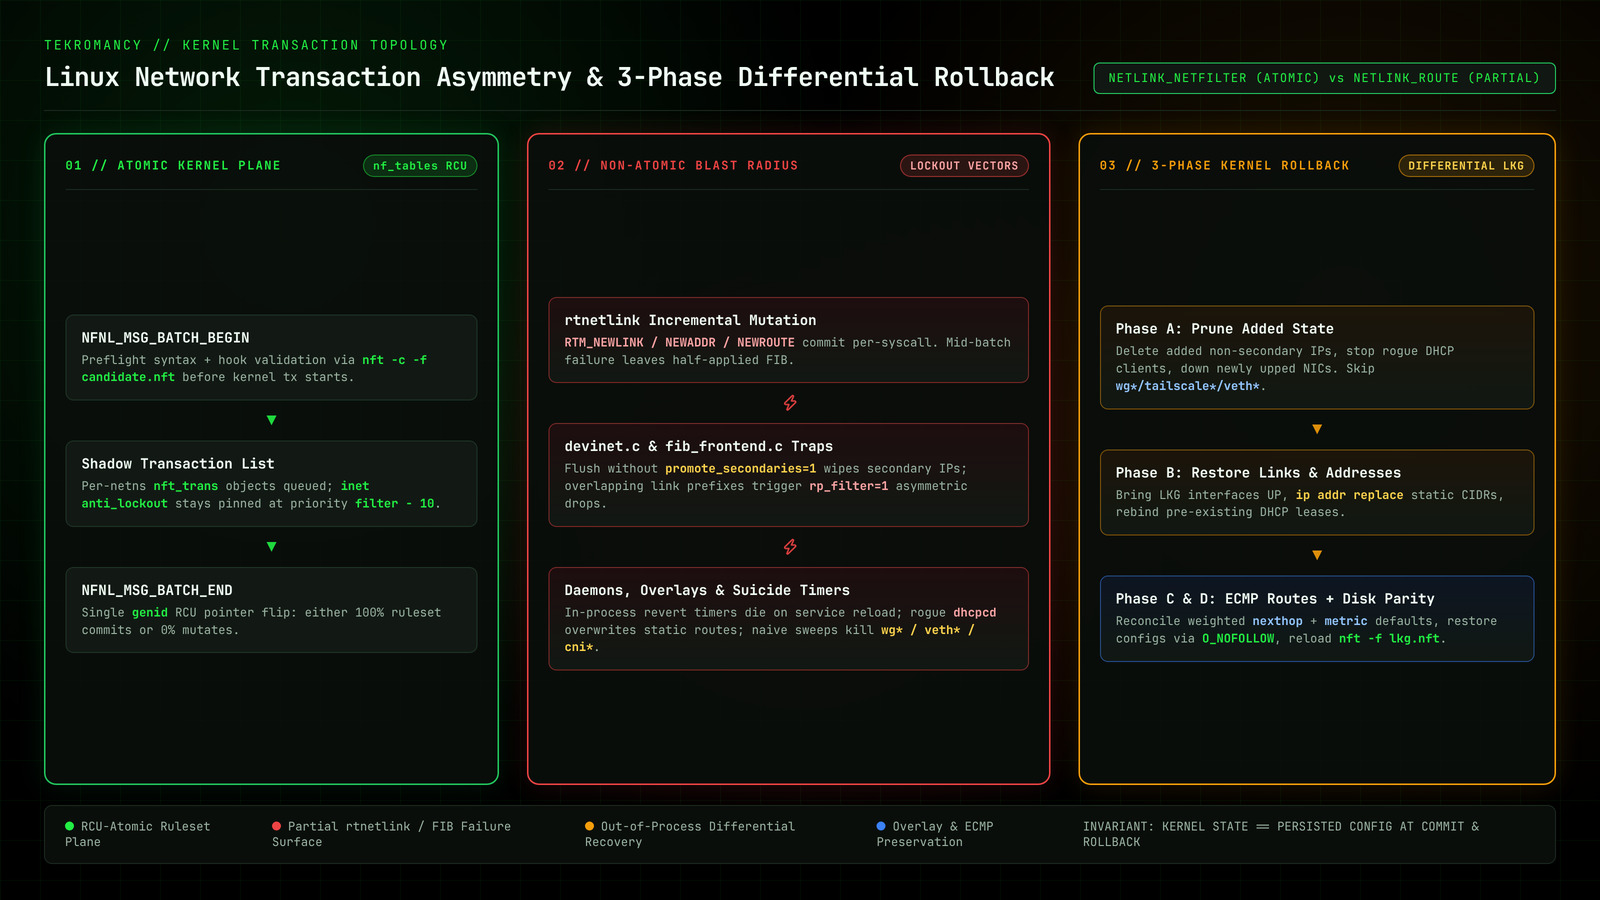 TEKROMANCY // KERNEL TRANSACTION TOPOLOGY
Linux Network Transaction Asymmetry & 3-Phase Differential Rollback
NETLINK_NETFILTER (ATOMIC) vs NETLINK_ROUTE (PARTIAL)
01 // ATOMIC KERNEL PLANE
nf_tables RCU
NFNL_MSG_BATCH_BEGIN
Preflight syntax + hook validation via nft -c -f
candidate.nft before kernel tx starts.
▼
Shadow Transaction List
Per-netns nft_trans objects queued; inet
anti_lockout stays pinned at priority filter - 10.
▼
NFNL_MSG_BATCH_END
Single genid RCU pointer flip: either 100% ruleset
commits or 0% mutates.
02 // NON-ATOMIC BLAST RADIUS
LOCKOUT VECTORS
rtnetlink Incremental Mutation
RTM_NEWLINK / NEWADDR / NEWROUTE commit per-syscall. Mid-batch
failure leaves half-applied FIB.
devinet.c & fib_frontend.c Traps
Flush without promote_secondaries=1 wipes secondary IPs;
overlapping link prefixes trigger rp_filter=1 asymmetric
drops.
Daemons, Overlays & Suicide Timers
In-process revert timers die on service reload; rogue dhcpcd
overwrites static routes; naive sweeps kill wg* / veth* /
cni*.
03 // 3-PHASE KERNEL ROLLBACK
DIFFERENTIAL LKG
Phase A: Prune Added State
Delete added non-secondary IPs, stop rogue DHCP
clients, down newly upped NICs. Skip
wg*/tailscale*/veth*.
▼
Phase B: Restore Links & Addresses
Bring LKG interfaces UP, ip addr replace static CIDRs,
rebind pre-existing DHCP leases.
▼
Phase C & D: ECMP Routes + Disk Parity
Reconcile weighted nexthop + metric defaults, restore
configs via O_NOFOLLOW, reload nft -f lkg.nft.
RCU-Atomic Ruleset
Plane
Partial rtnetlink / FIB Failure
Surface
Out-of-Process Differential
Recovery
Overlay & ECMP
Preservation
INVARIANT: KERNEL STATE == PERSISTED CONFIG AT COMMIT &
ROLLBACK